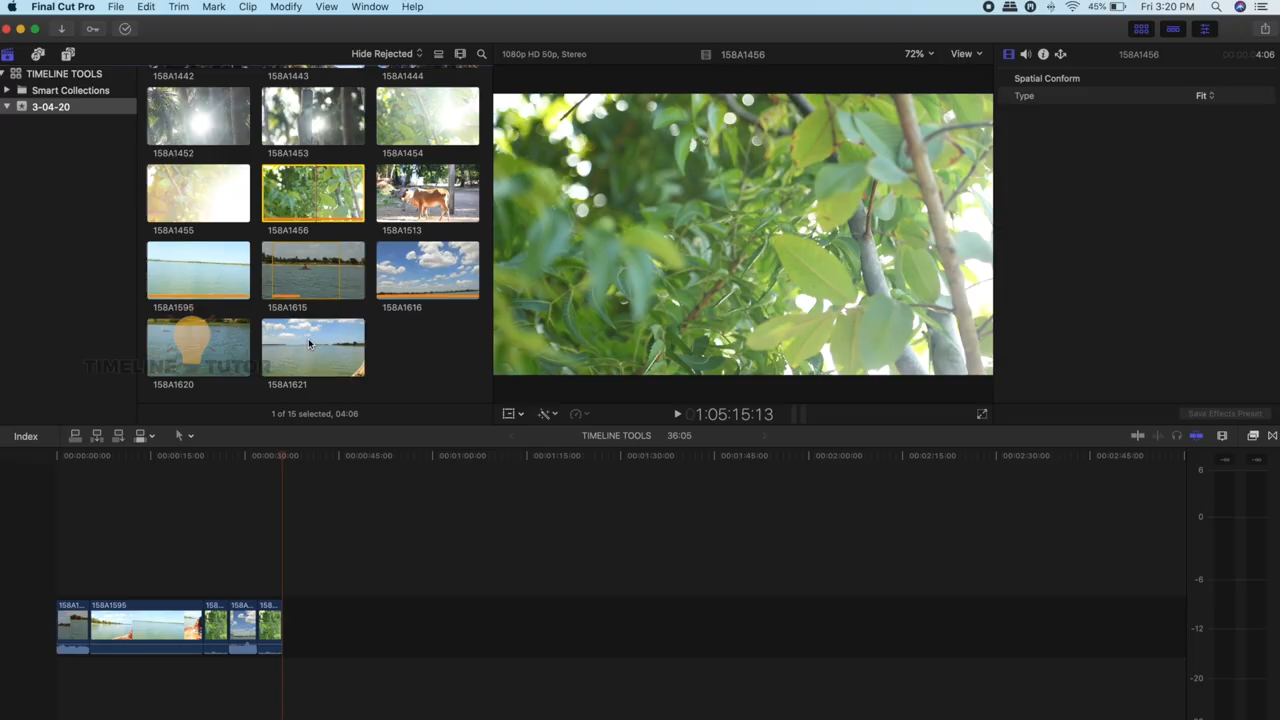 Final Cut Pro File Edit Trim Mark Clip Modify View Window Help 45% Fri 3:20 PM
Hide Rejected 1080p HD 50p, Stereo 158A1456 72% View 158A1456 4:06
TIMELINE TOOLS
Smart Collections
3-04-20
158A1442 158A1443 158A1444
158A1452 158A1453 158A1454
158A1455 158A1456 158A1513
158A1595 158A1615 158A1616
158A1620 158A1621
TIMELINE TUTOR
1 of 15 selected, 04:06
Spatial Conform
Type Fit
1:05:15:13
Save Effects Preset
Index TIMELINE TOOLS 36:05
00:00:00:00 00:00:15:00 00:00:30:00 00:00:45:00 00:01:00:00 00:01:15:00 00:01:30:00 00:01:45:00 00:02:00:00 00:02:15:00 00:02:30:00 00:02:45:00
6
0
-6
-12
-20
158A1... 158A1595 158... 158A... 158...